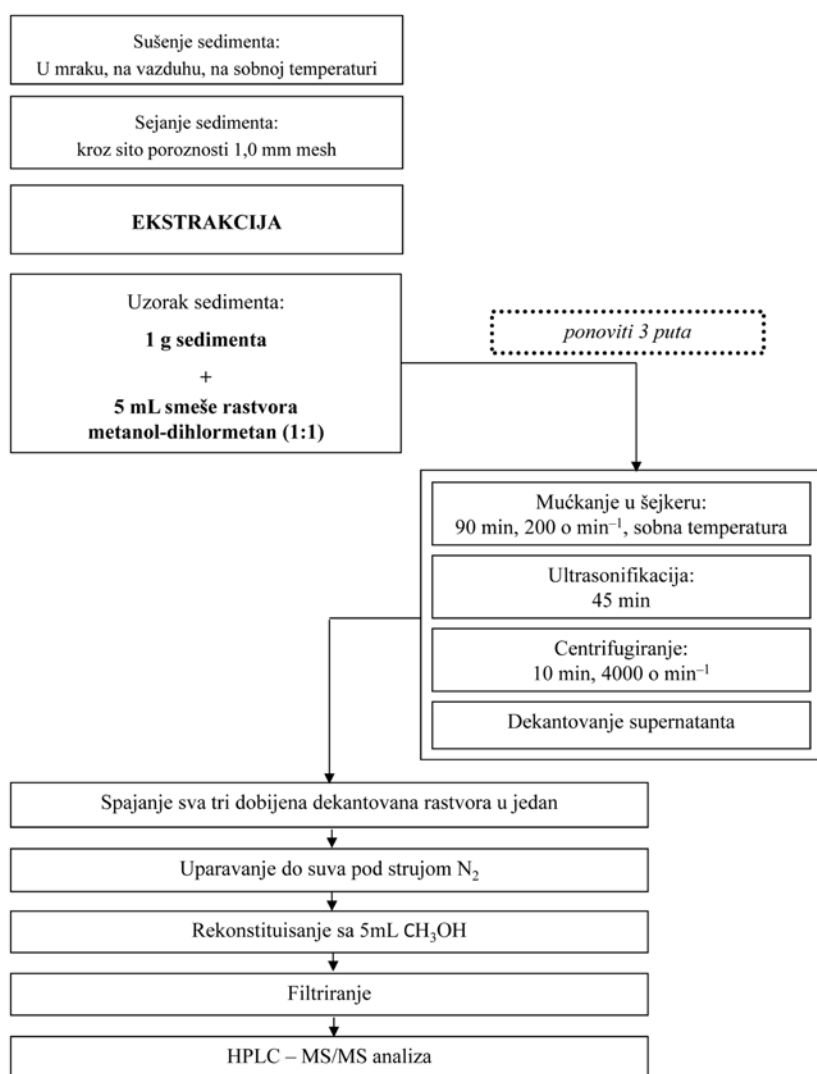 Sušenje sedimenta:
U mraku, na vazduhu, na sobnoj temperaturi
Sejanje sedimenta:
kroz sito poroznosti 1,0 mm mesh
EKSTRAKCIJA
Uzorak sedimenta:
1 g sedimenta
+
5 mL smeše rastvora
metanol-dihlormetan (1:1)
ponoviti 3 puta
Mućkanje u šejkeru:
90 min, 200 o min⁻¹, sobna temperatura
Ultrasonifikacija:
45 min
Centrifugiranje:
10 min, 4000 o min⁻¹
Dekantovanje supernatanta
Spajanje sva tri dobijena dekantovana rastvora u jedan
Uparavanje do suva pod strujom N₂
Rekonstituisanje sa 5mL CH₃OH
Filtriranje
HPLC – MS/MS analiza